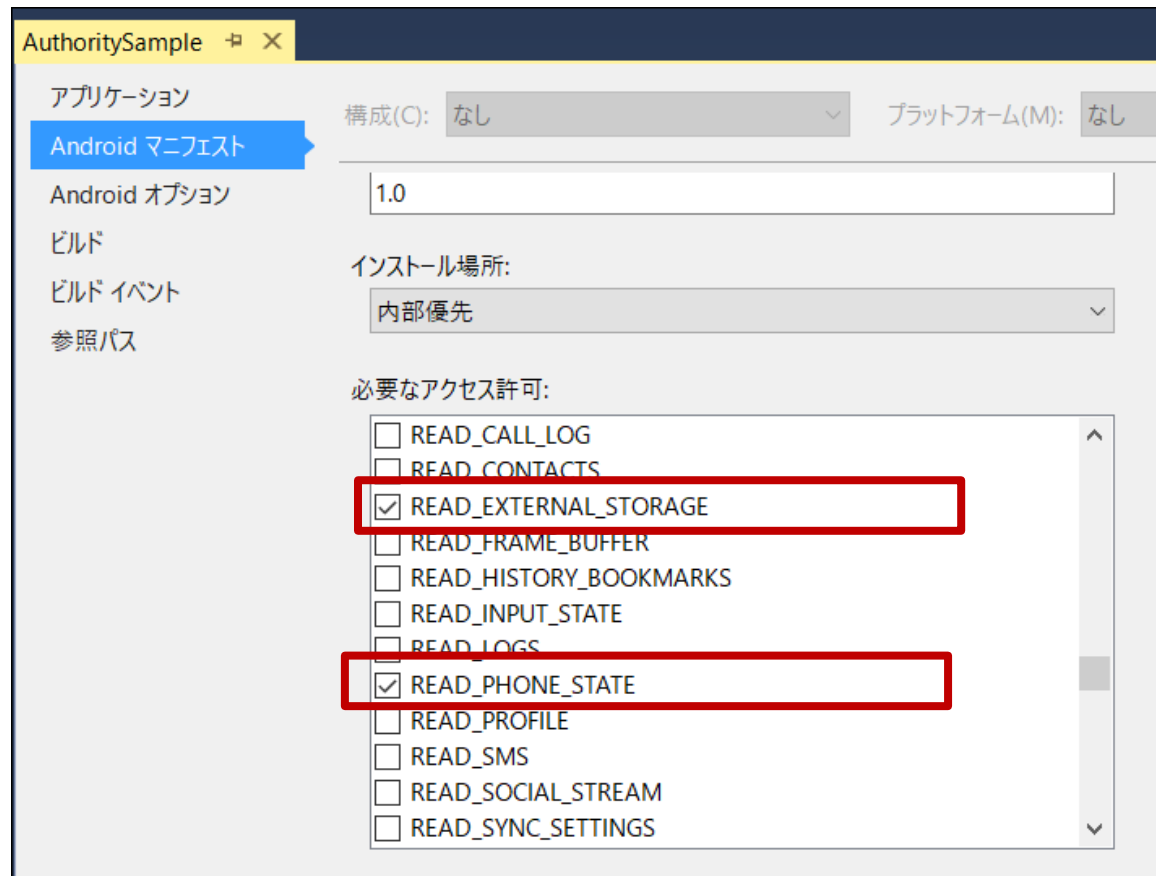 AuthoritySample
アプリケーション
Android マニフェスト
Android オプション
ビルド
ビルド イベント
参照パス
構成(C): なし プラットフォーム(M): なし
1.0
インストール場所:
内部優先
必要なアクセス許可:
READ_CALL_LOG
READ_CONTACTS
READ_EXTERNAL_STORAGE
READ_FRAME_BUFFER
READ_HISTORY_BOOKMARKS
READ_INPUT_STATE
READ_LOGS
READ_PHONE_STATE
READ_PROFILE
READ_SMS
READ_SOCIAL_STREAM
READ_SYNC_SETTINGS